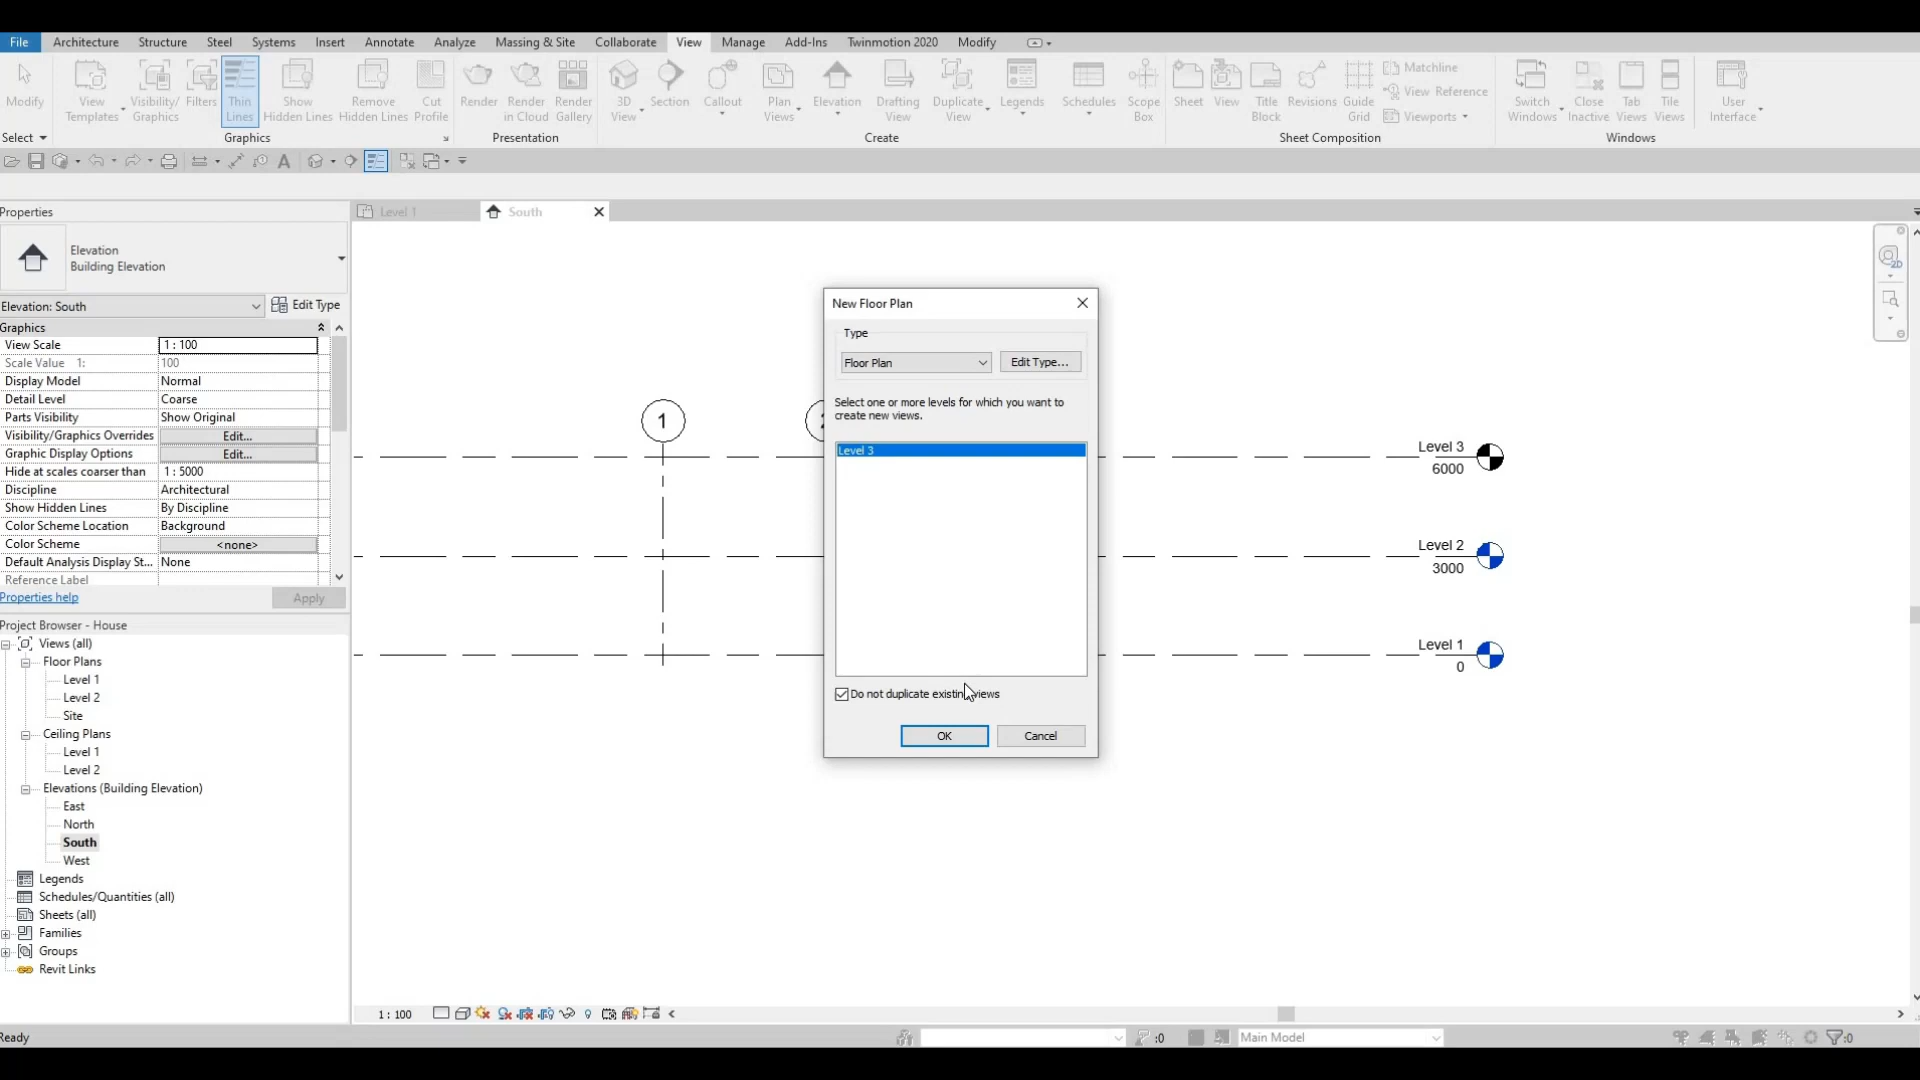 File
Architecture
Structure
Steel
Systems
Insert
Annotate
Analyze
Massing & Site
Collaborate
View
Manage
Add-Ins
Twinmotion 2020
Modify
Modify
View
Templates
Visibility/
Graphics
Filters
Thin
Lines
Show
Hidden Lines
Remove
Hidden Lines
Cut
Profile
Render
Render
in Cloud
Render
Gallery
3D
View
Section
Callout
Plan
Views
Elevation
Drafting
View
Duplicate
View
Legends
Schedules
Scope
Box
Sheet
View
Title
Block
Revisions
Guide
Grid
Matchline
View Reference
Viewports
Switch
Windows
Close
Inactive
Tab
Views
Tile
Views
User
Interface
Select
Graphics
Presentation
Create
Sheet Composition
Windows
Properties
Level 1
South
Elevation
Building Elevation
Elevation: South
Edit Type
Graphics
View Scale 1 : 100
Scale Value 1: 100
Display Model Normal
Detail Level Coarse
Parts Visibility Show Original
Visibility/Graphics Overrides Edit...
Graphic Display Options Edit...
Hide at scales coarser than 1 : 5000
Discipline Architectural
Show Hidden Lines By Discipline
Color Scheme Location Background
Color Scheme <none>
Default Analysis Display St... None
Reference Label
Properties help
Apply
Project Browser - House
Views (all)
Floor Plans
Level 1
Level 2
Site
Ceiling Plans
Level 1
Level 2
Elevations (Building Elevation)
East
North
South
West
Legends
Schedules/Quantities (all)
Sheets (all)
Families
Groups
Revit Links
1
Level 3
6000
Level 2
3000
Level 1
0
2D
New Floor Plan
Type
Floor Plan
Edit Type...
Select one or more levels for which you want to
create new views.
Level 3
Do not duplicate existing views
OK
Cancel
1 : 100
Ready
:0
Main Model
:0